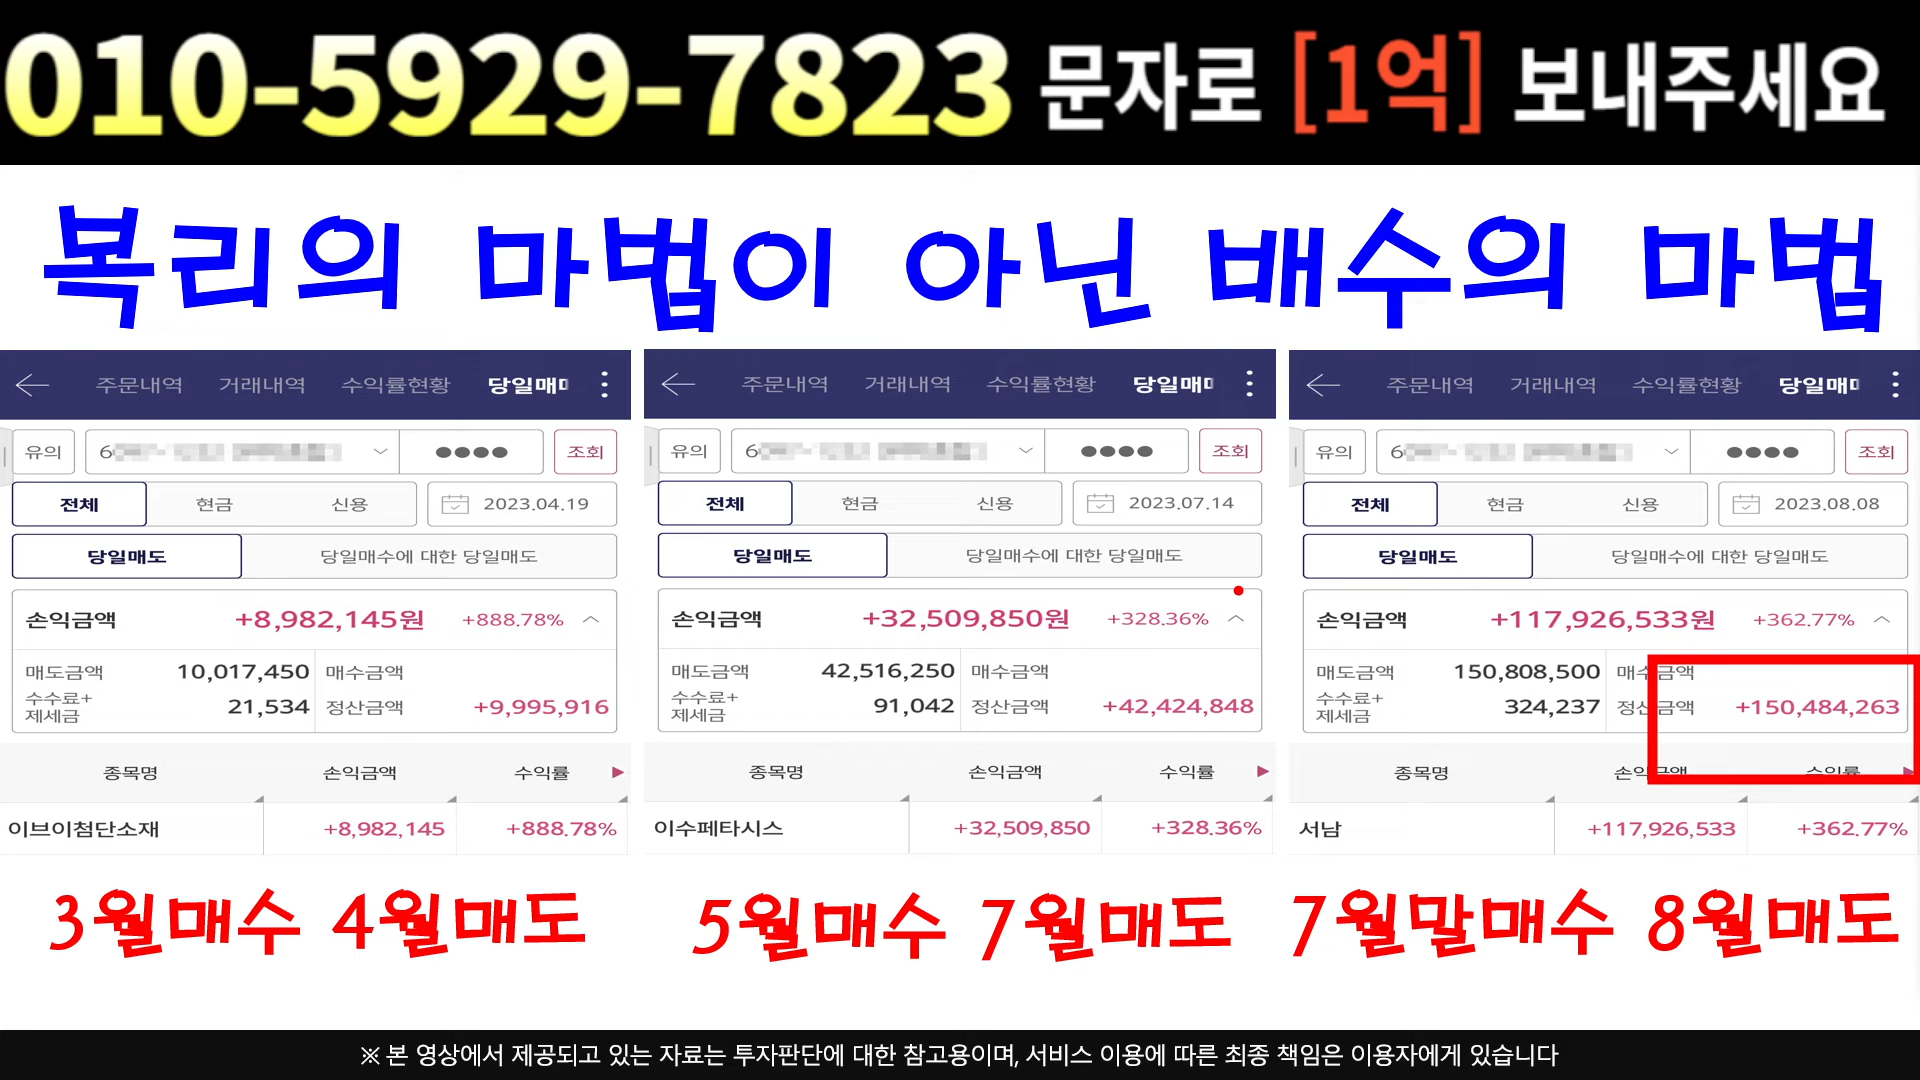 010-5929-7823 문자로 [1억] 보내주세요
복리의 마법이 아닌 배수의 마법
주문내역 거래내역 수익률현황 당일매
유의 6 ●●●● 조회
전체 현금 신용 2023.04.19
당일매도 당일매수에 대한 당일매도
손익금액 +8,982,145원 +888.78%
매도금액 10,017,450 매수금액
수수료+
제세금 21,534 정산금액 +9,995,916
종목명 손익금액 수익률
이브이첨단소재 +8,982,145 +888.78%
3월매수 4월매도
주문내역 거래내역 수익률현황 당일매
유의 6 ●●●● 조회
전체 현금 신용 2023.07.14
당일매도 당일매수에 대한 당일매도
손익금액 +32,509,850원 +328.36%
매도금액 42,516,250 매수금액
수수료+
제세금 91,042 정산금액 +42,424,848
종목명 손익금액 수익률
이수페타시스 +32,509,850 +328.36%
5월매수 7월매도
주문내역 거래내역 수익률현황 당일매
유의 6 ●●●● 조회
전체 현금 신용 2023.08.08
당일매도 당일매수에 대한 당일매도
손익금액 +117,926,533원 +362.77%
매도금액 150,808,500 매수금액
수수료+
제세금 324,237 정산금액 +150,484,263
종목명 손익금액 수익률
서남 +117,926,533 +362.77%
7월말매수 8월매도
※ 본 영상에서 제공되고 있는 자료는 투자판단에 대한 참고용이며, 서비스 이용에 따른 최종 책임은 이용자에게 있습니다